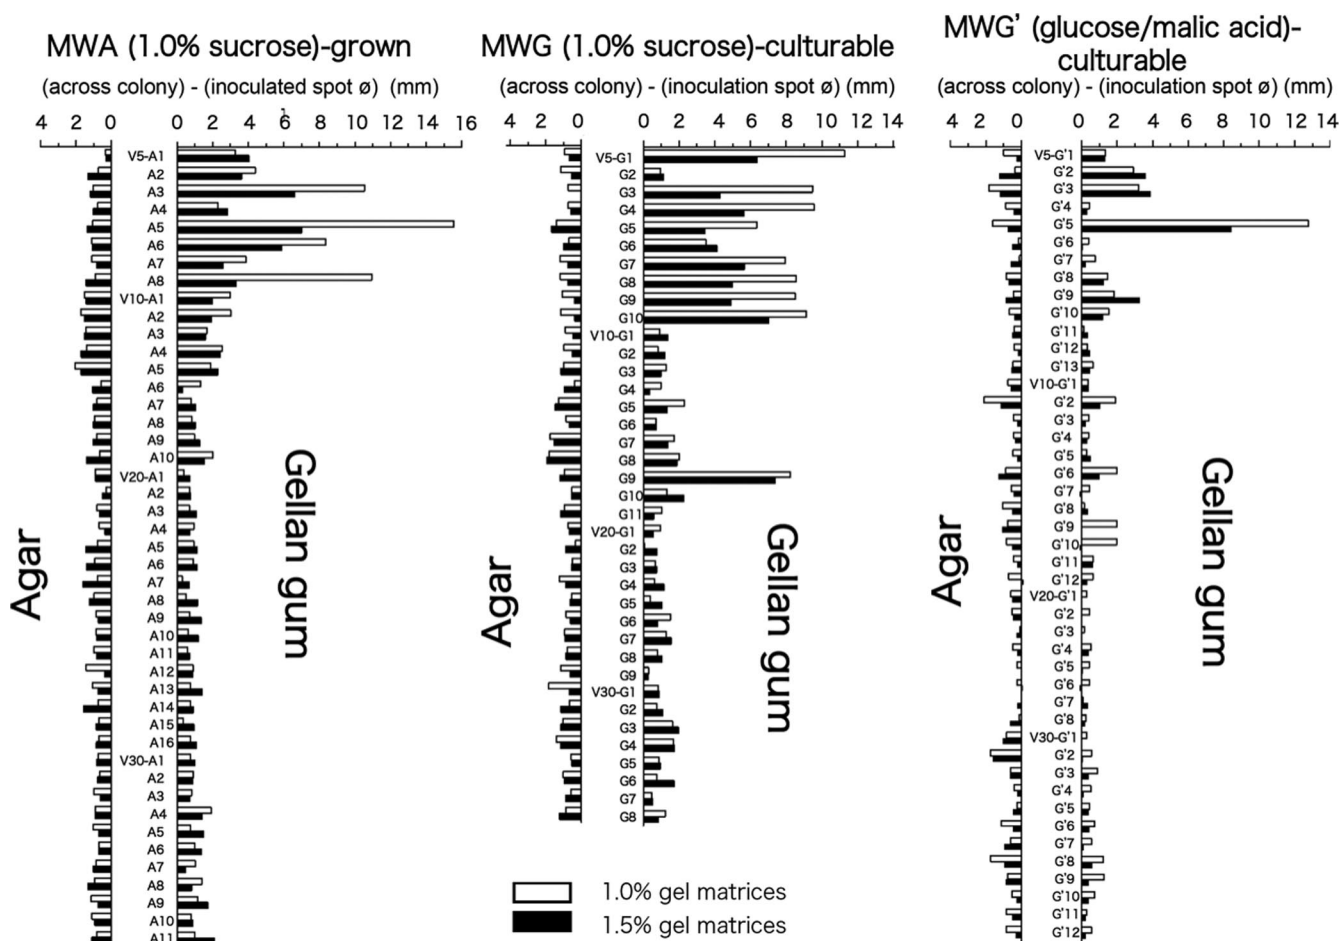 MWA (1.0% sucrose)-grown
(across colony) - (inoculated spot ø) (mm)
4 2 0 0 2 4 6 8 10 12 14 16
V5-A1
A2
A3
A4
A5
A6
A7
A8
V10-A1
A2
A3
A4
A5
A6
A7
A8
A9
A10
V20-A1
A2
A3
A4
A5
A6
A7
A8
A9
A10
A11
A12
A13
A14
A15
A16
V30-A1
A2
A3
A4
A5
A6
A7
A8
A9
A10
A11
Agar
Gellan gum
MWG (1.0% sucrose)-culturable
(across colony) - (inoculation spot ø) (mm)
4 2 0 0 2 4 6 8 10 12 14
V5-G1
G2
G3
G4
G5
G6
G7
G8
G9
G10
V10-G1
G2
G3
G4
G5
G6
G7
G8
G9
G10
G11
V20-G1
G2
G3
G4
G5
G6
G7
G8
G9
V30-G1
G2
G3
G4
G5
G6
G7
G8
Agar
Gellan gum
1.0% gel matrices
1.5% gel matrices
MWG' (glucose/malic acid)-
culturable
(across colony) - (inoculation spot ø) (mm)
4 2 0 0 2 4 6 8 10 12 14
V5-G'1
G'2
G'3
G'4
G'5
G'6
G'7
G'8
G'9
G'10
G'11
G'12
G'13
V10-G'1
G'2
G'3
G'4
G'5
G'6
G'7
G'8
G'9
G'10
G'11
G'12
V20-G'1
G'2
G'3
G'4
G'5
G'6
G'7
G'8
V30-G'1
G'2
G'3
G'4
G'5
G'6
G'7
G'8
G'9
G'10
G'11
G'12
Agar
Gellan gum